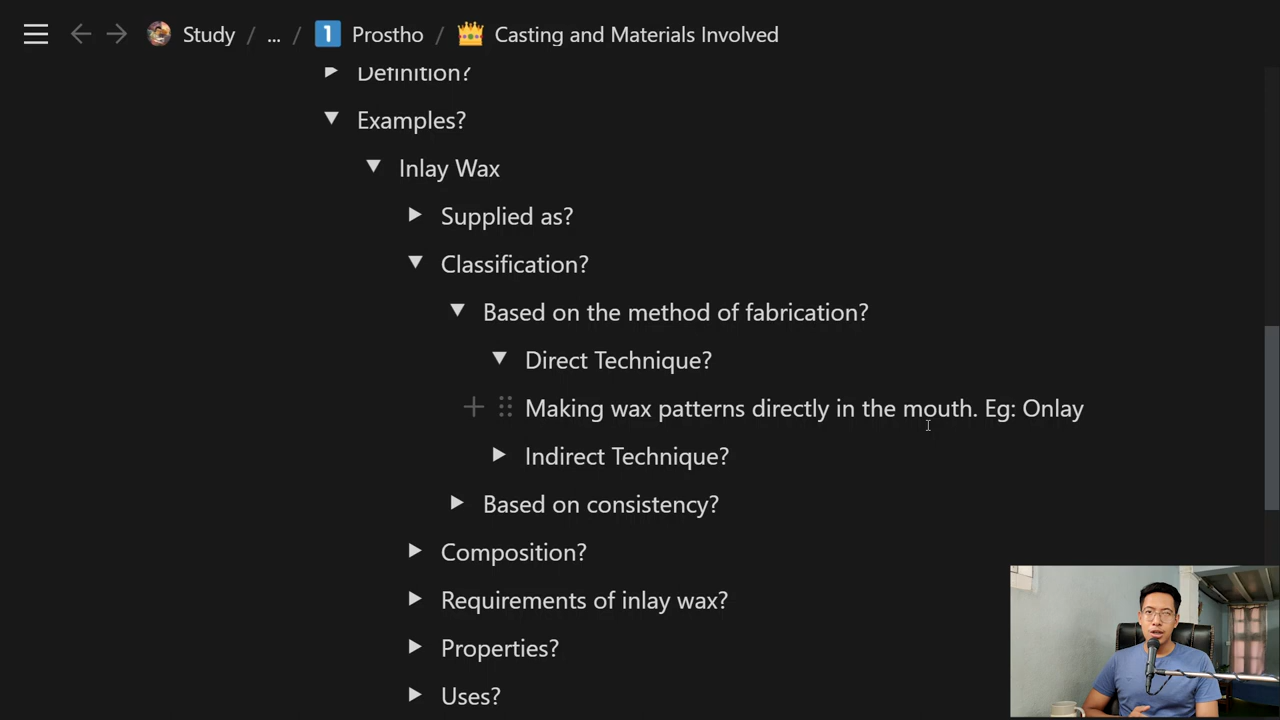 Study / ... / 1 Prostho / Casting and Materials Involved
Definition?
Examples?
Inlay Wax
Supplied as?
Classification?
Based on the method of fabrication?
Direct Technique?
Making wax patterns directly in the mouth. Eg: Onlay
Indirect Technique?
Based on consistency?
Composition?
Requirements of inlay wax?
Properties?
Uses?